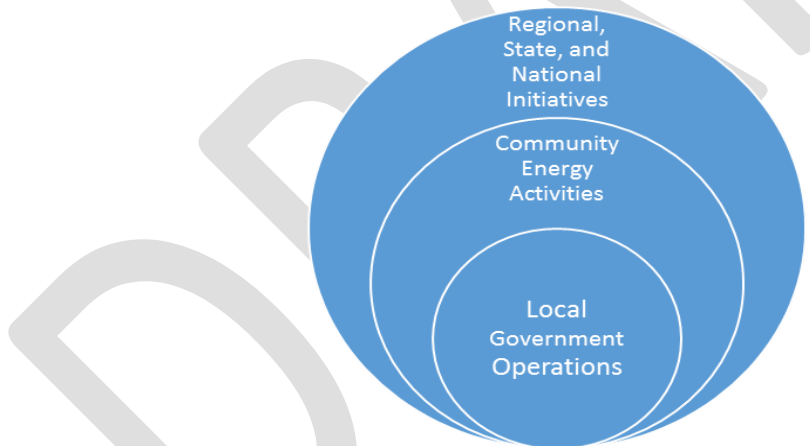 Regional,
State, and
National
Initiatives
Community
Energy
Activities
Local
Government
Operations